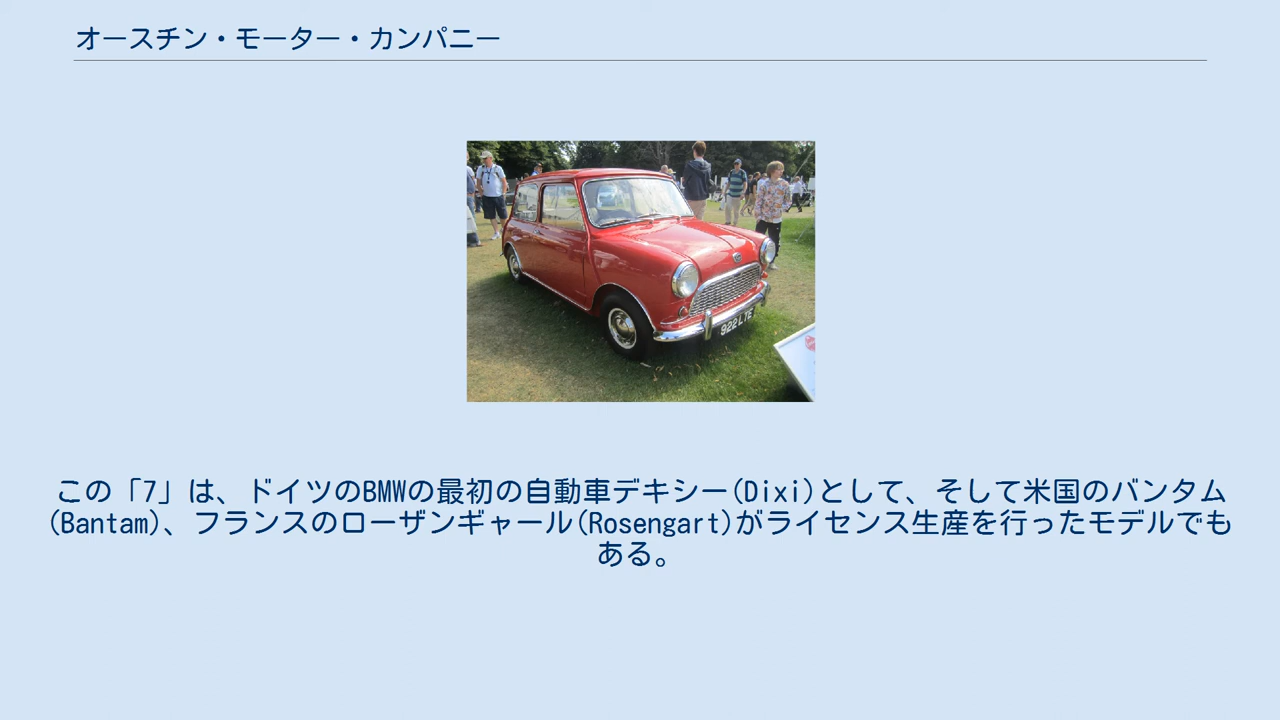 オースチン・モーター・カンパニー
922 LTE
この「7」は、ドイツのBMWの最初の自動車デキシー(Dixi)として、そして米国のバンタム
(Bantam)、フランスのローザンギャール(Rosengart)がライセンス生産を行ったモデルでも
ある。